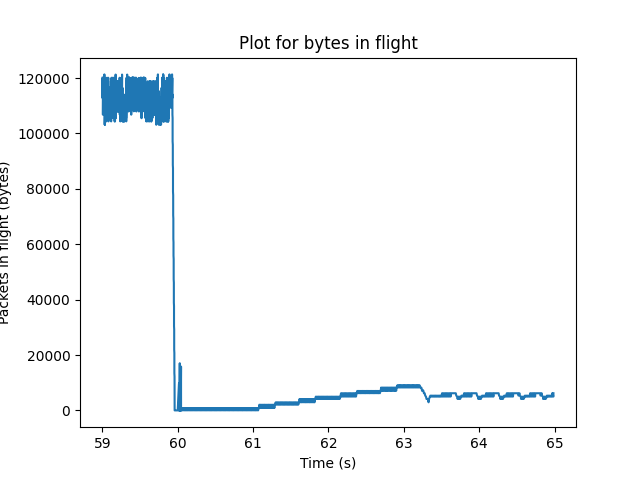 Plot for bytes in flight
Packets in flight (bytes)
120000
100000
80000
60000
40000
20000
0
59 60 61 62 63 64 65
Time (s)